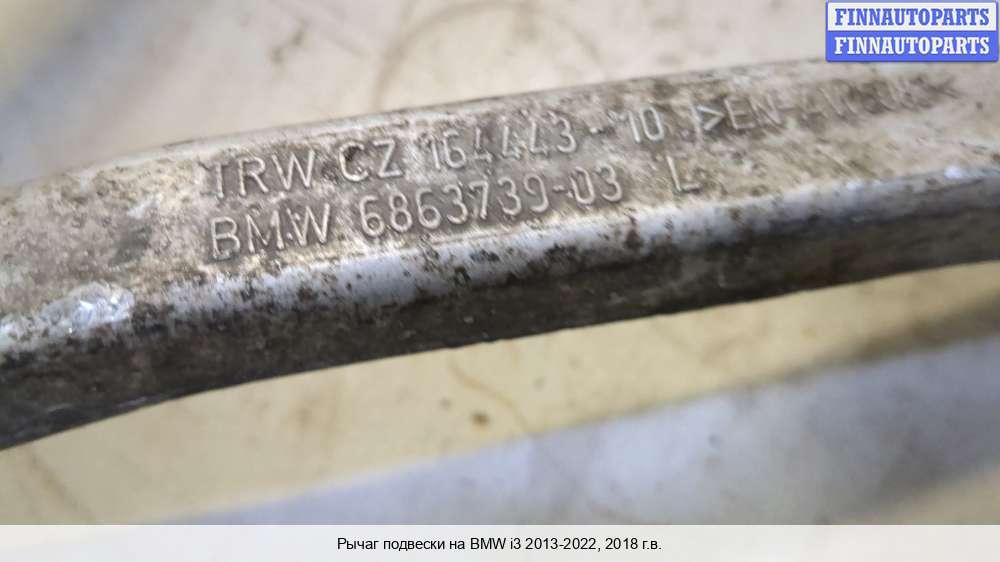 FINNAUTOPARTS
FINNAUTOPARTS
TRW CZ 164443-10
BMW 6863739-03 L
Рычаг подвески на BMW i3 2013-2022, 2018 г.в.